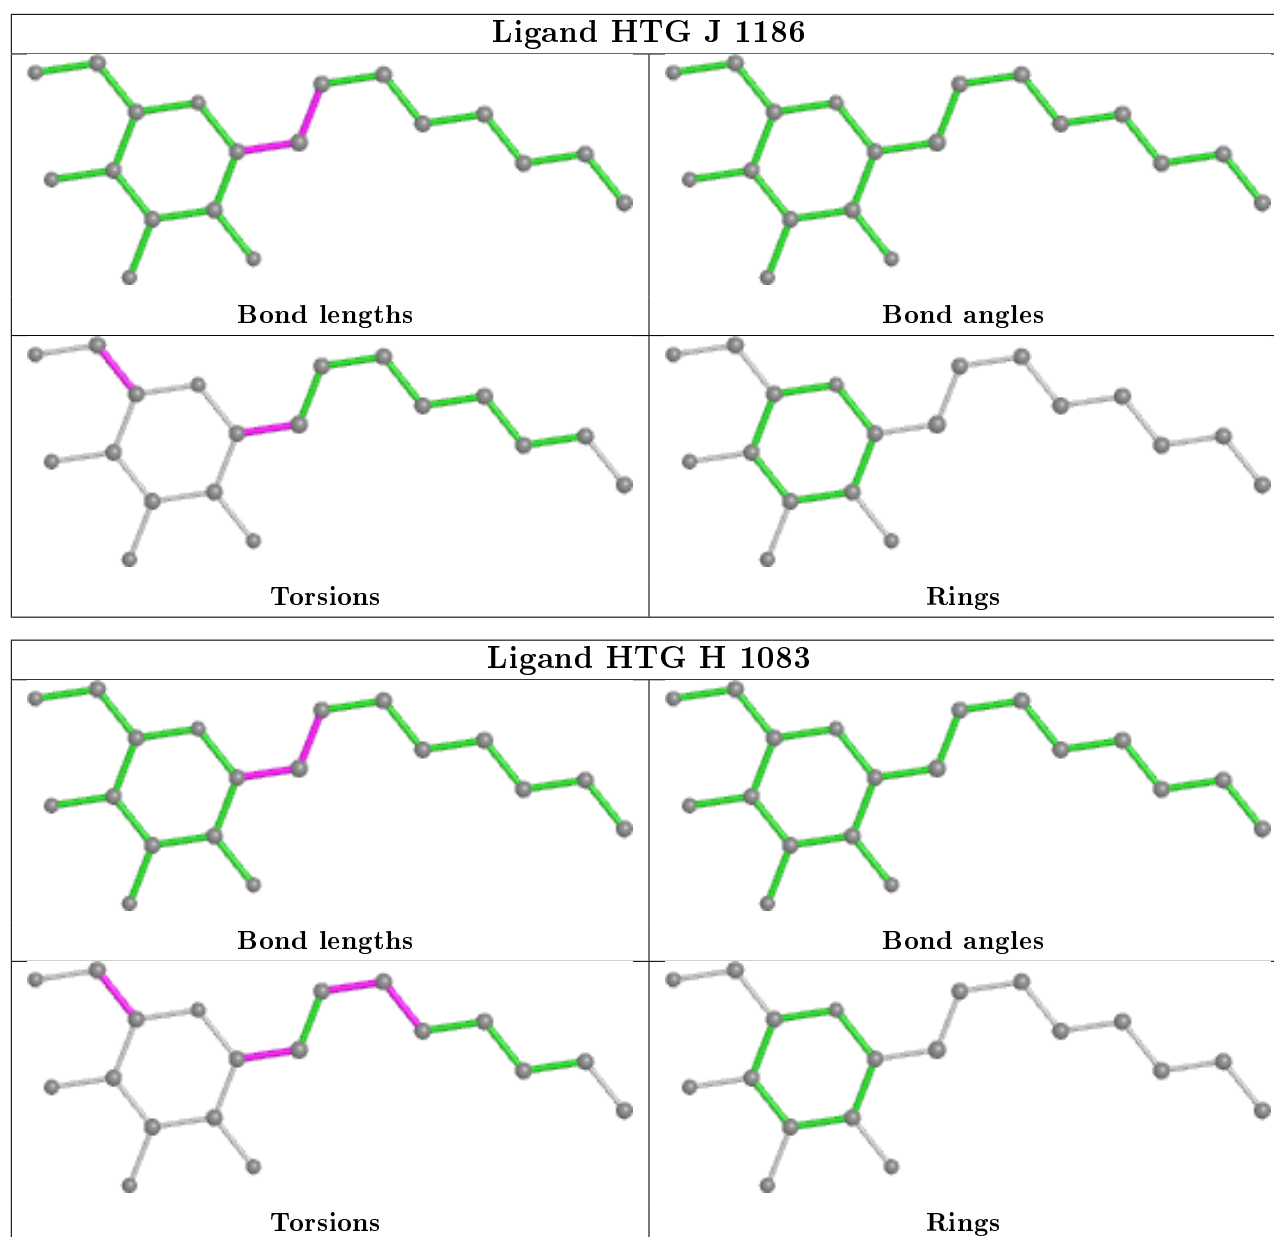 Ligand HTG J 1186
Bond lengths
Bond angles
Torsions
Rings
Ligand HTG H 1083
Bond lengths
Bond angles
Torsions
Rings